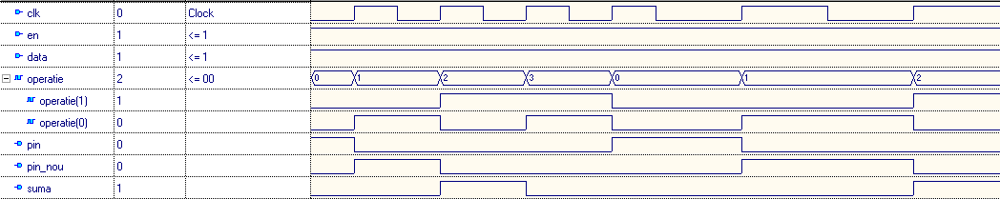 clk 0 Clock
en 1 <= 1
data 1 <= 1
operatie 2 <= 00 0 1 2 3 0 1 2
operatie(1) 1
operatie(0) 0
pin 0
pin_nou 0
suma 1